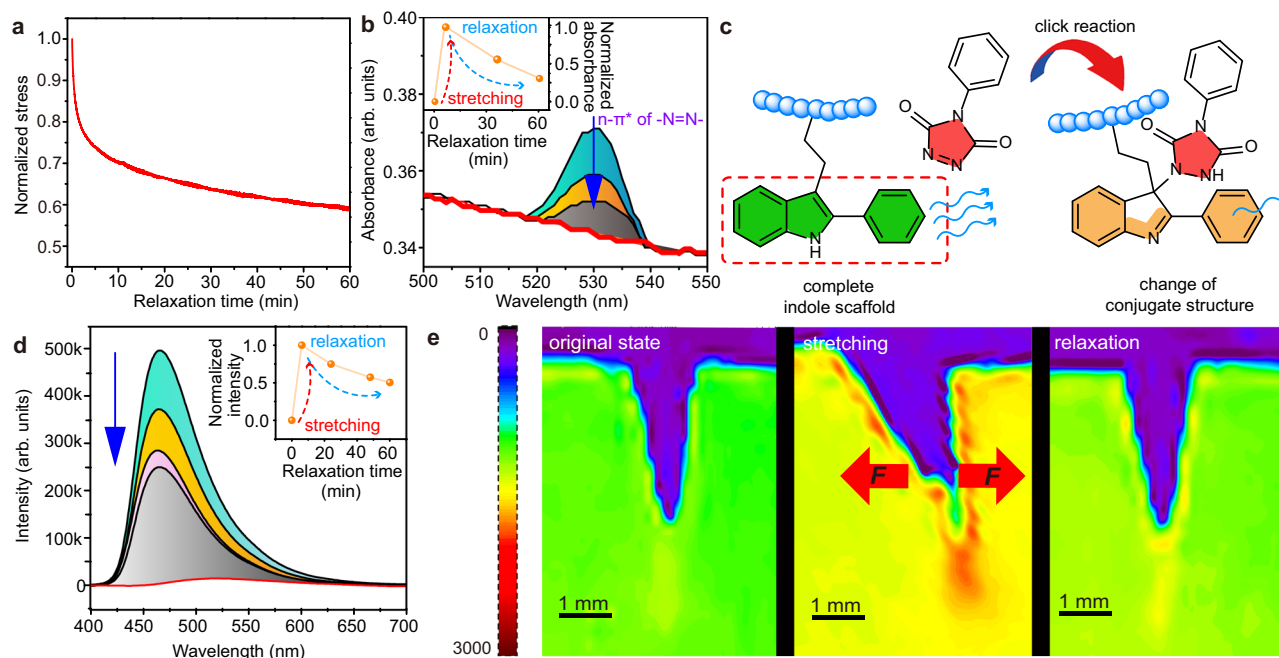 a
Normalized stress
1.0
0.9
0.8
0.7
0.6
0.5
0
10
20
30
40
50
60
Relaxation time (min)
b
Absorbance (arb. units)
0.40
0.38
0.36
0.34
500
510
520
530
540
550
Wavelength (nm)
relaxation
stretching
0
30
60
Relaxation time
(min)
1.0
0.5
0.0
Normalized
absorbance
n-π* of -N=N-
c
click reaction
O
N
O
N=N
N
H
complete
indole scaffold
N
O
O
N
NH
N
change of
conjugate structure
d
Intensity (arb. units)
500k
400k
300k
200k
100k
0
400
450
500
550
600
650
700
Wavelength (nm)
Normalized
intensity
1.0
0.5
0.0
relaxation
stretching
0
20
40
60
Relaxation time
(min)
e
0
3000
original state
1 mm
stretching
F
F
1 mm
relaxation
1 mm